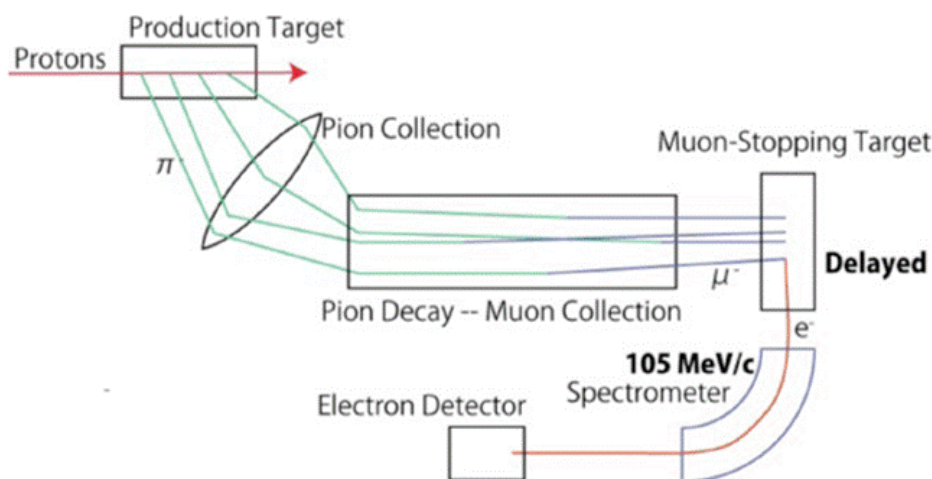 Production Target
Protons
Pion Collection
π⁻
Muon-Stopping Target
Delayed
μ⁻
Pion Decay -- Muon Collection
e⁻
105 MeV/c
Spectrometer
Electron Detector